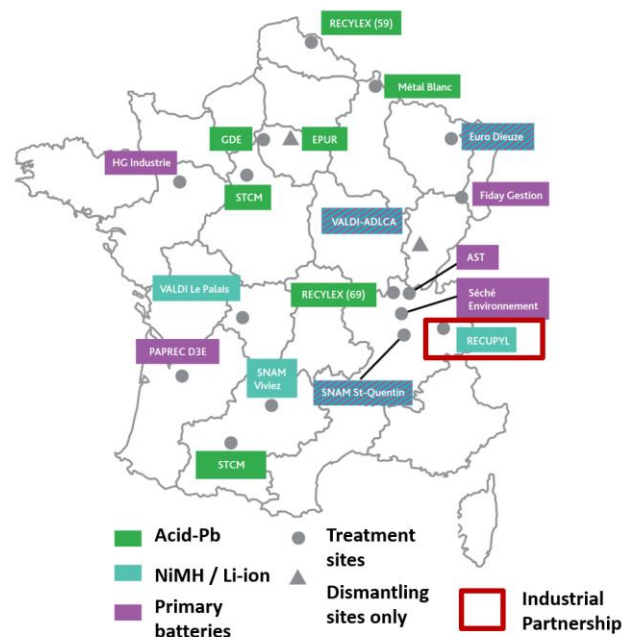 RECYLEX (59)
Métal Blanc
GDE
EPUR
Euro Dieuze
HG Industrie
STCM
Fiday Gestion
VALDI-ADLCA
AST
VALDI Le Palais
RECYLEX (69)
Séché
Environnement
RECUPYL
PAPREC D3E
SNAM
Viviez
SNAM St-Quentin
STCM
Acid-Pb
NiMH / Li-ion
Primary
batteries
Treatment
sites
Dismantling
sites only
Industrial
Partnership